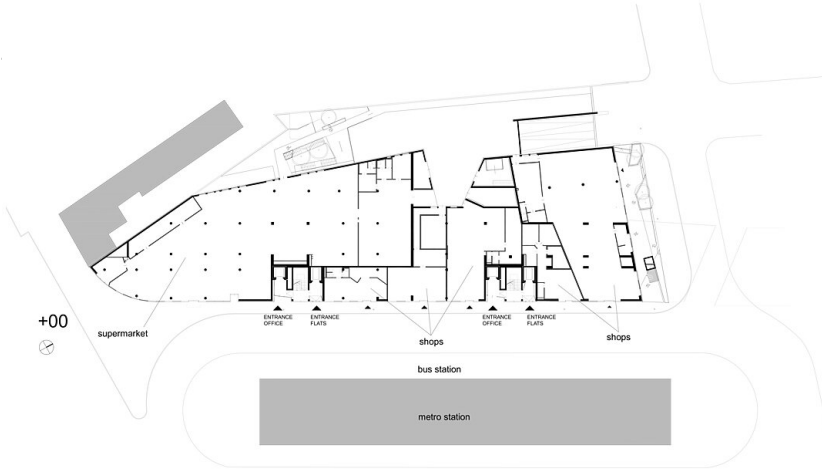 +00
supermarket
ENTRANCE
OFFICE
ENTRANCE
FLATS
shops
ENTRANCE
OFFICE
ENTRANCE
FLATS
shops
bus station
metro station